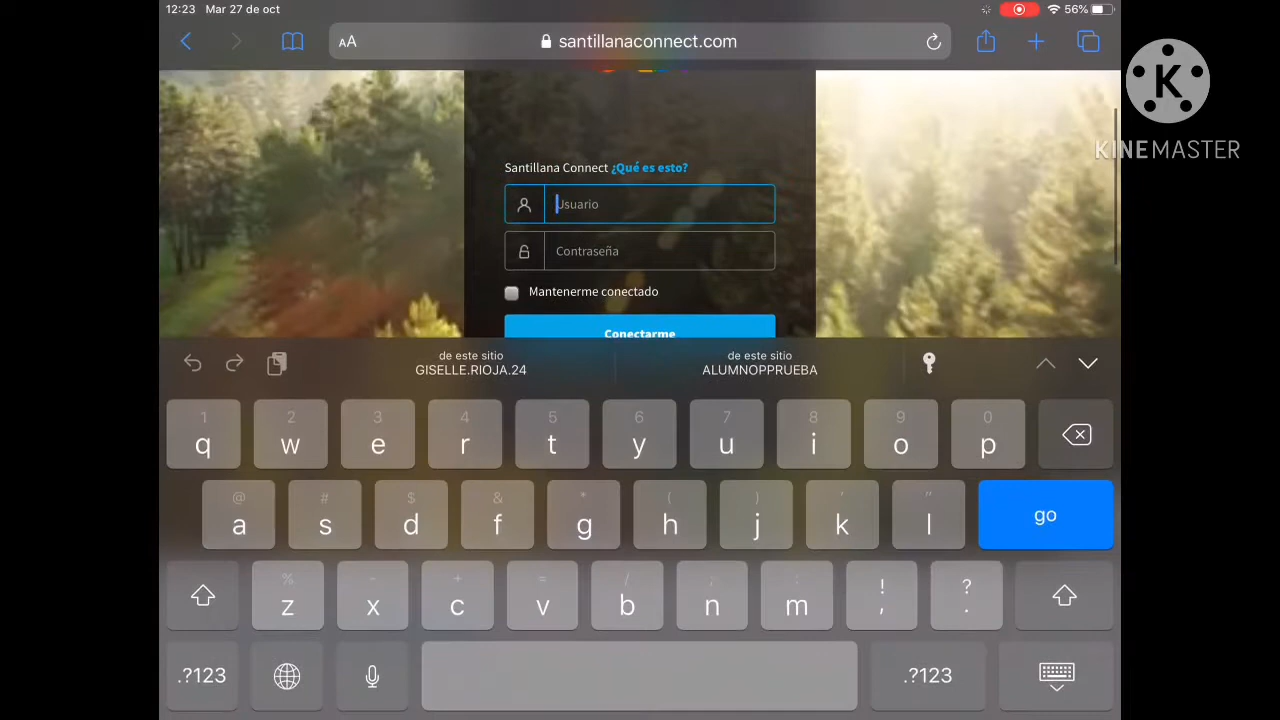 12:23 Mar 27 de oct 56%
AA santillanaconnect.com
K
KINEMASTER
Santillana Connect ¿Qué es esto?
Usuario
Contraseña
Mantenerme conectado
Conectarme
de este sitio de este sitio
GISELLE.RIOJA.24 ALUMNOPPRUEBA
1 2 3 4 5 6 7 8 9 0
q w e r t y u i o p
@ # $ & * ( ) ' "
a s d f g h j k l go
% - + = / ; : ! ?
z x c v b n m , .
.?123 .?123